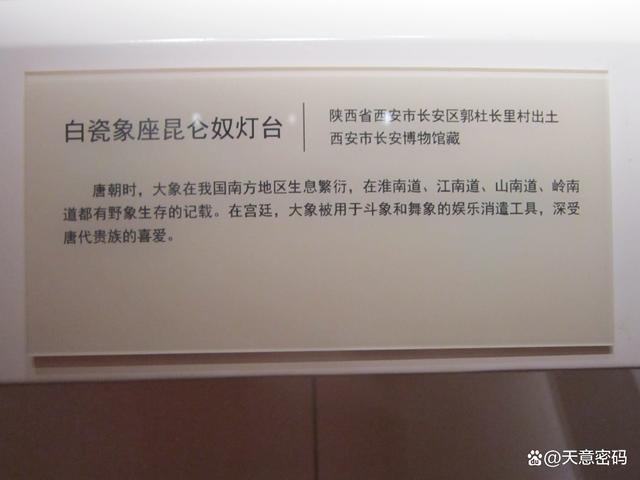 白瓷象座昆仑奴灯台
陕西省西安市长安区郭杜长里村出土
西安市长安博物馆藏
唐朝时，大象在我国南方地区生息繁衍，在淮南道、江南道、山南道、岭南
道都有野象生存的记载。在宫廷，大象被用于斗象和舞象的娱乐消遣工具，深受
唐代贵族的喜爱。
@天意密码